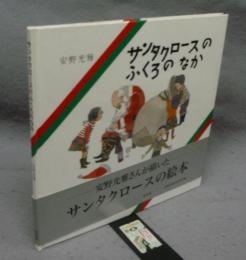 安野光雅
サンタクロースの
ふくろの なか
安野光雅さんが描いた
サンタクロースの絵本